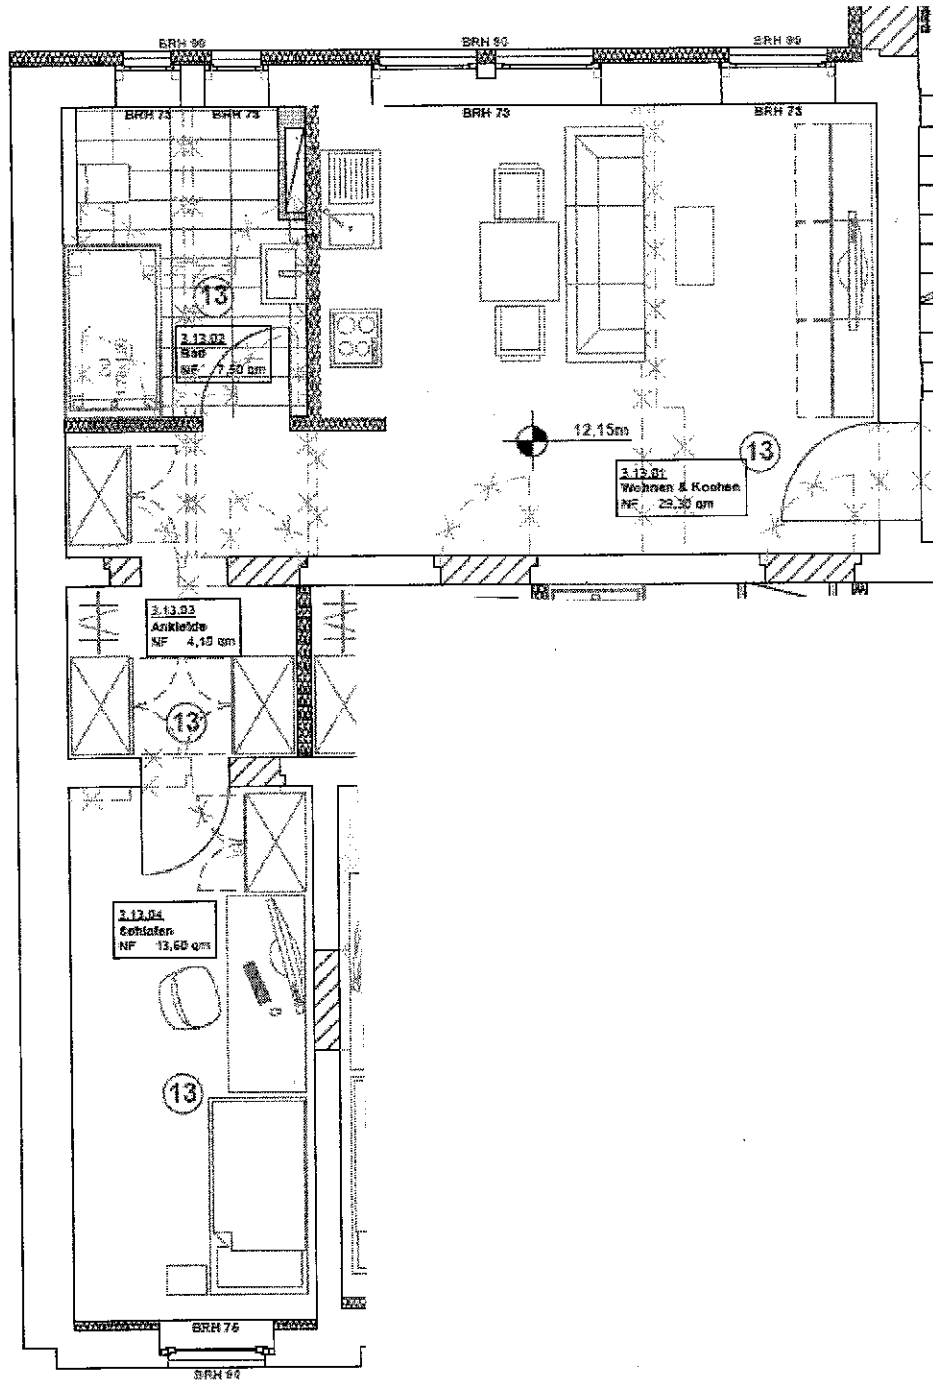 BRH 90
BRH 90
BRH 90
BRH 73
BRH 73
BRH 73
BRH 73
13
3.13.02
Bad
NF 7,50 qm
12,15m
13
3.13.01
Wohnen & Kochen
NF 29,30 qm
3.13.03
Ankleide
NF 4,10 qm
13
3.13.04
Schlafen
NF 13,60 qm
13
BRH 75
BRH 90